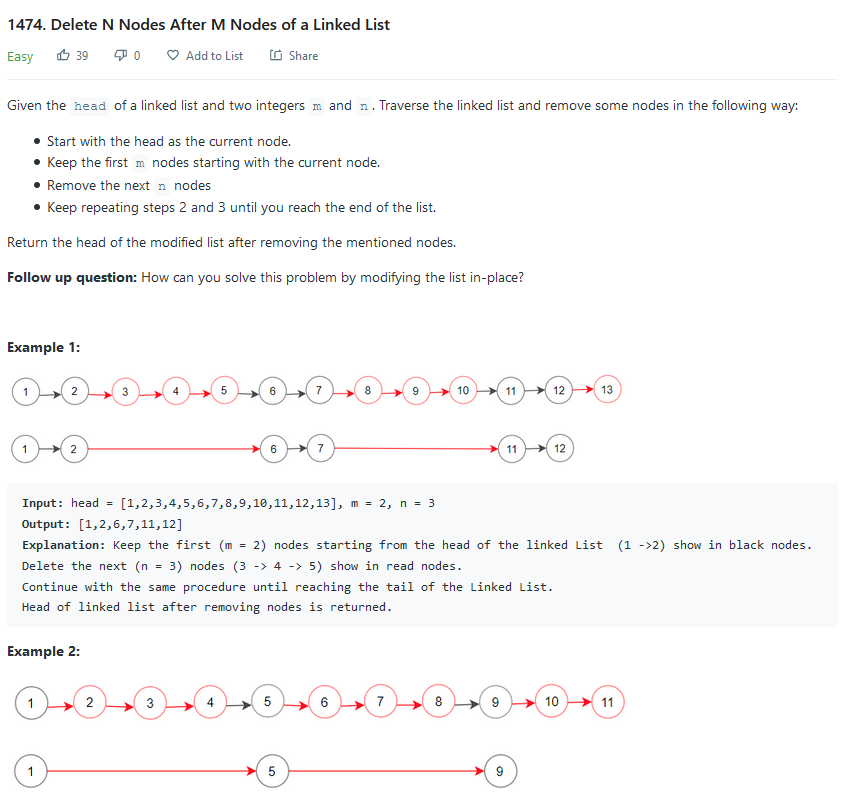 1474. Delete N Nodes After M Nodes of a Linked List
Easy 39 0 Add to List Share
Given the head of a linked list and two integers m and n. Traverse the linked list and remove some nodes in the following way:
• Start with the head as the current node.
• Keep the first m nodes starting with the current node.
• Remove the next n nodes
• Keep repeating steps 2 and 3 until you reach the end of the list.
Return the head of the modified list after removing the mentioned nodes.
Follow up question: How can you solve this problem by modifying the list in-place?
Example 1:
1 2 3 4 5 6 7 8 9 10 11 12 13
1 2 6 7 11 12
Input: head = [1,2,3,4,5,6,7,8,9,10,11,12,13], m = 2, n = 3
Output: [1,2,6,7,11,12]
Explanation: Keep the first (m = 2) nodes starting from the head of the linked List (1 ->2) show in black nodes.
Delete the next (n = 3) nodes (3 -> 4 -> 5) show in read nodes.
Continue with the same procedure until reaching the tail of the Linked List.
Head of linked list after removing nodes is returned.
Example 2:
1 2 3 4 5 6 7 8 9 10 11
1 5 9